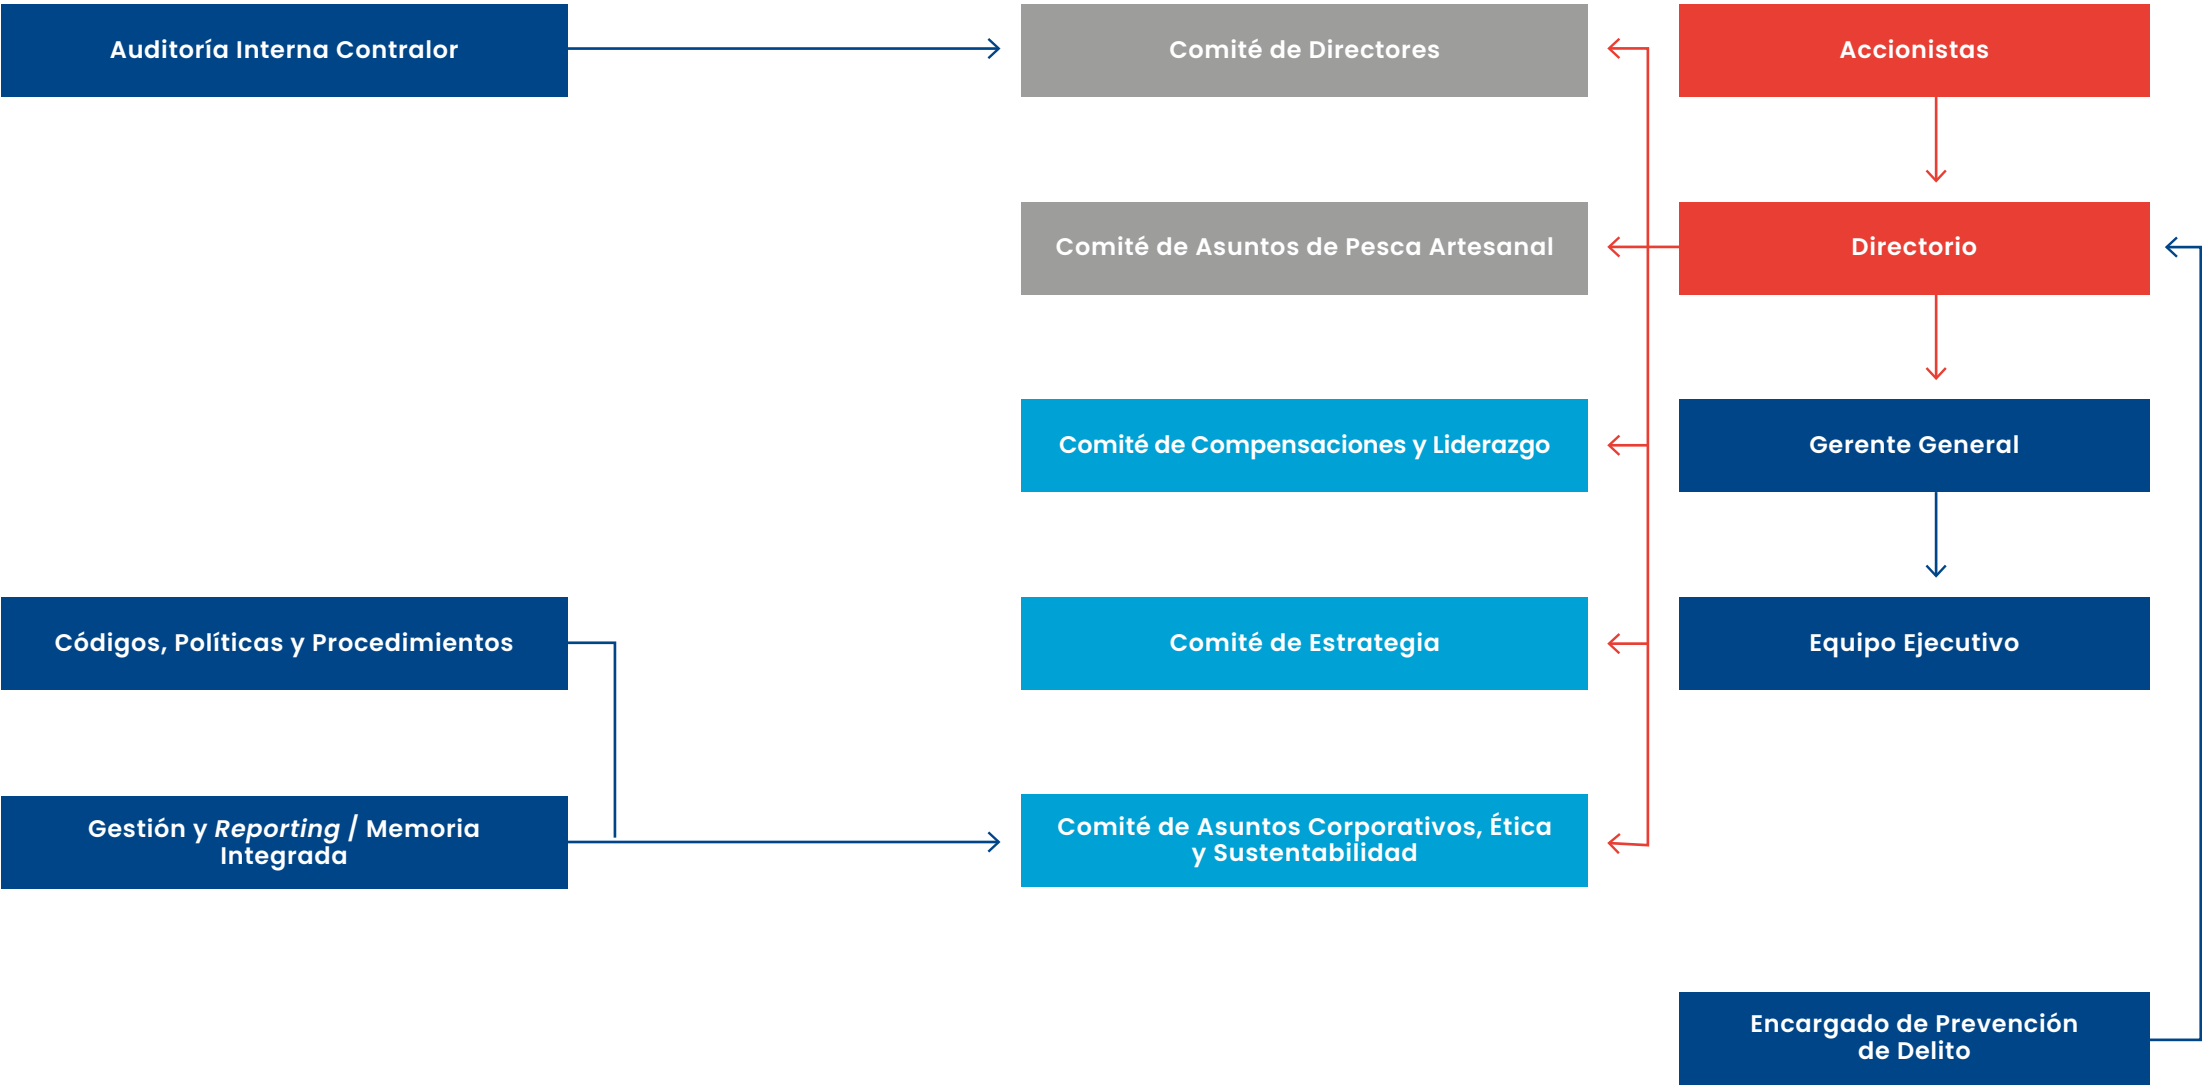 Auditoría Interna Contralor
Comité de Directores
Accionistas
Comité de Asuntos de Pesca Artesanal
Directorio
Comité de Compensaciones y Liderazgo
Gerente General
Códigos, Políticas y Procedimientos
Comité de Estrategia
Equipo Ejecutivo
Gestión y Reporting / Memoria
Integrada
Comité de Asuntos Corporativos, Ética
y Sustentabilidad
Encargado de Prevención
de Delito